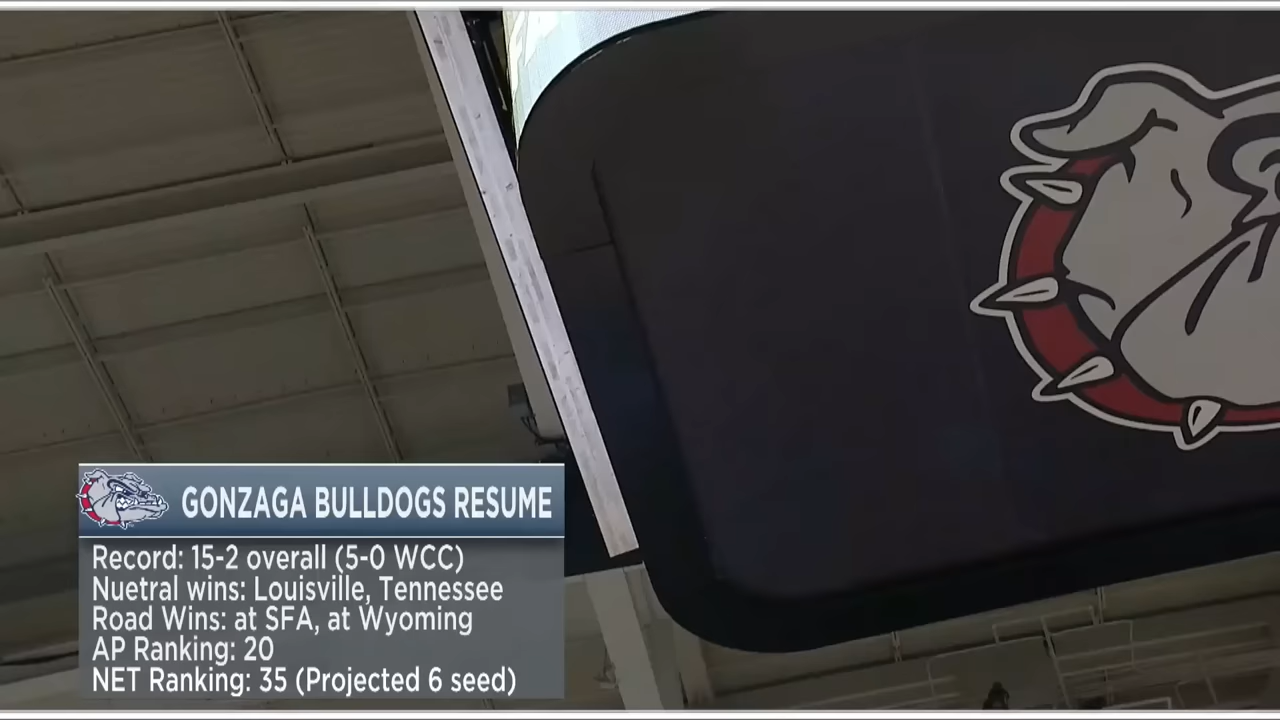 GONZAGA BULLDOGS RESUME
Record: 15-2 overall (5-0 WCC)
Nuetral wins: Louisville, Tennessee
Road Wins: at SFA, at Wyoming
AP Ranking: 20
NET Ranking: 35 (Projected 6 seed)